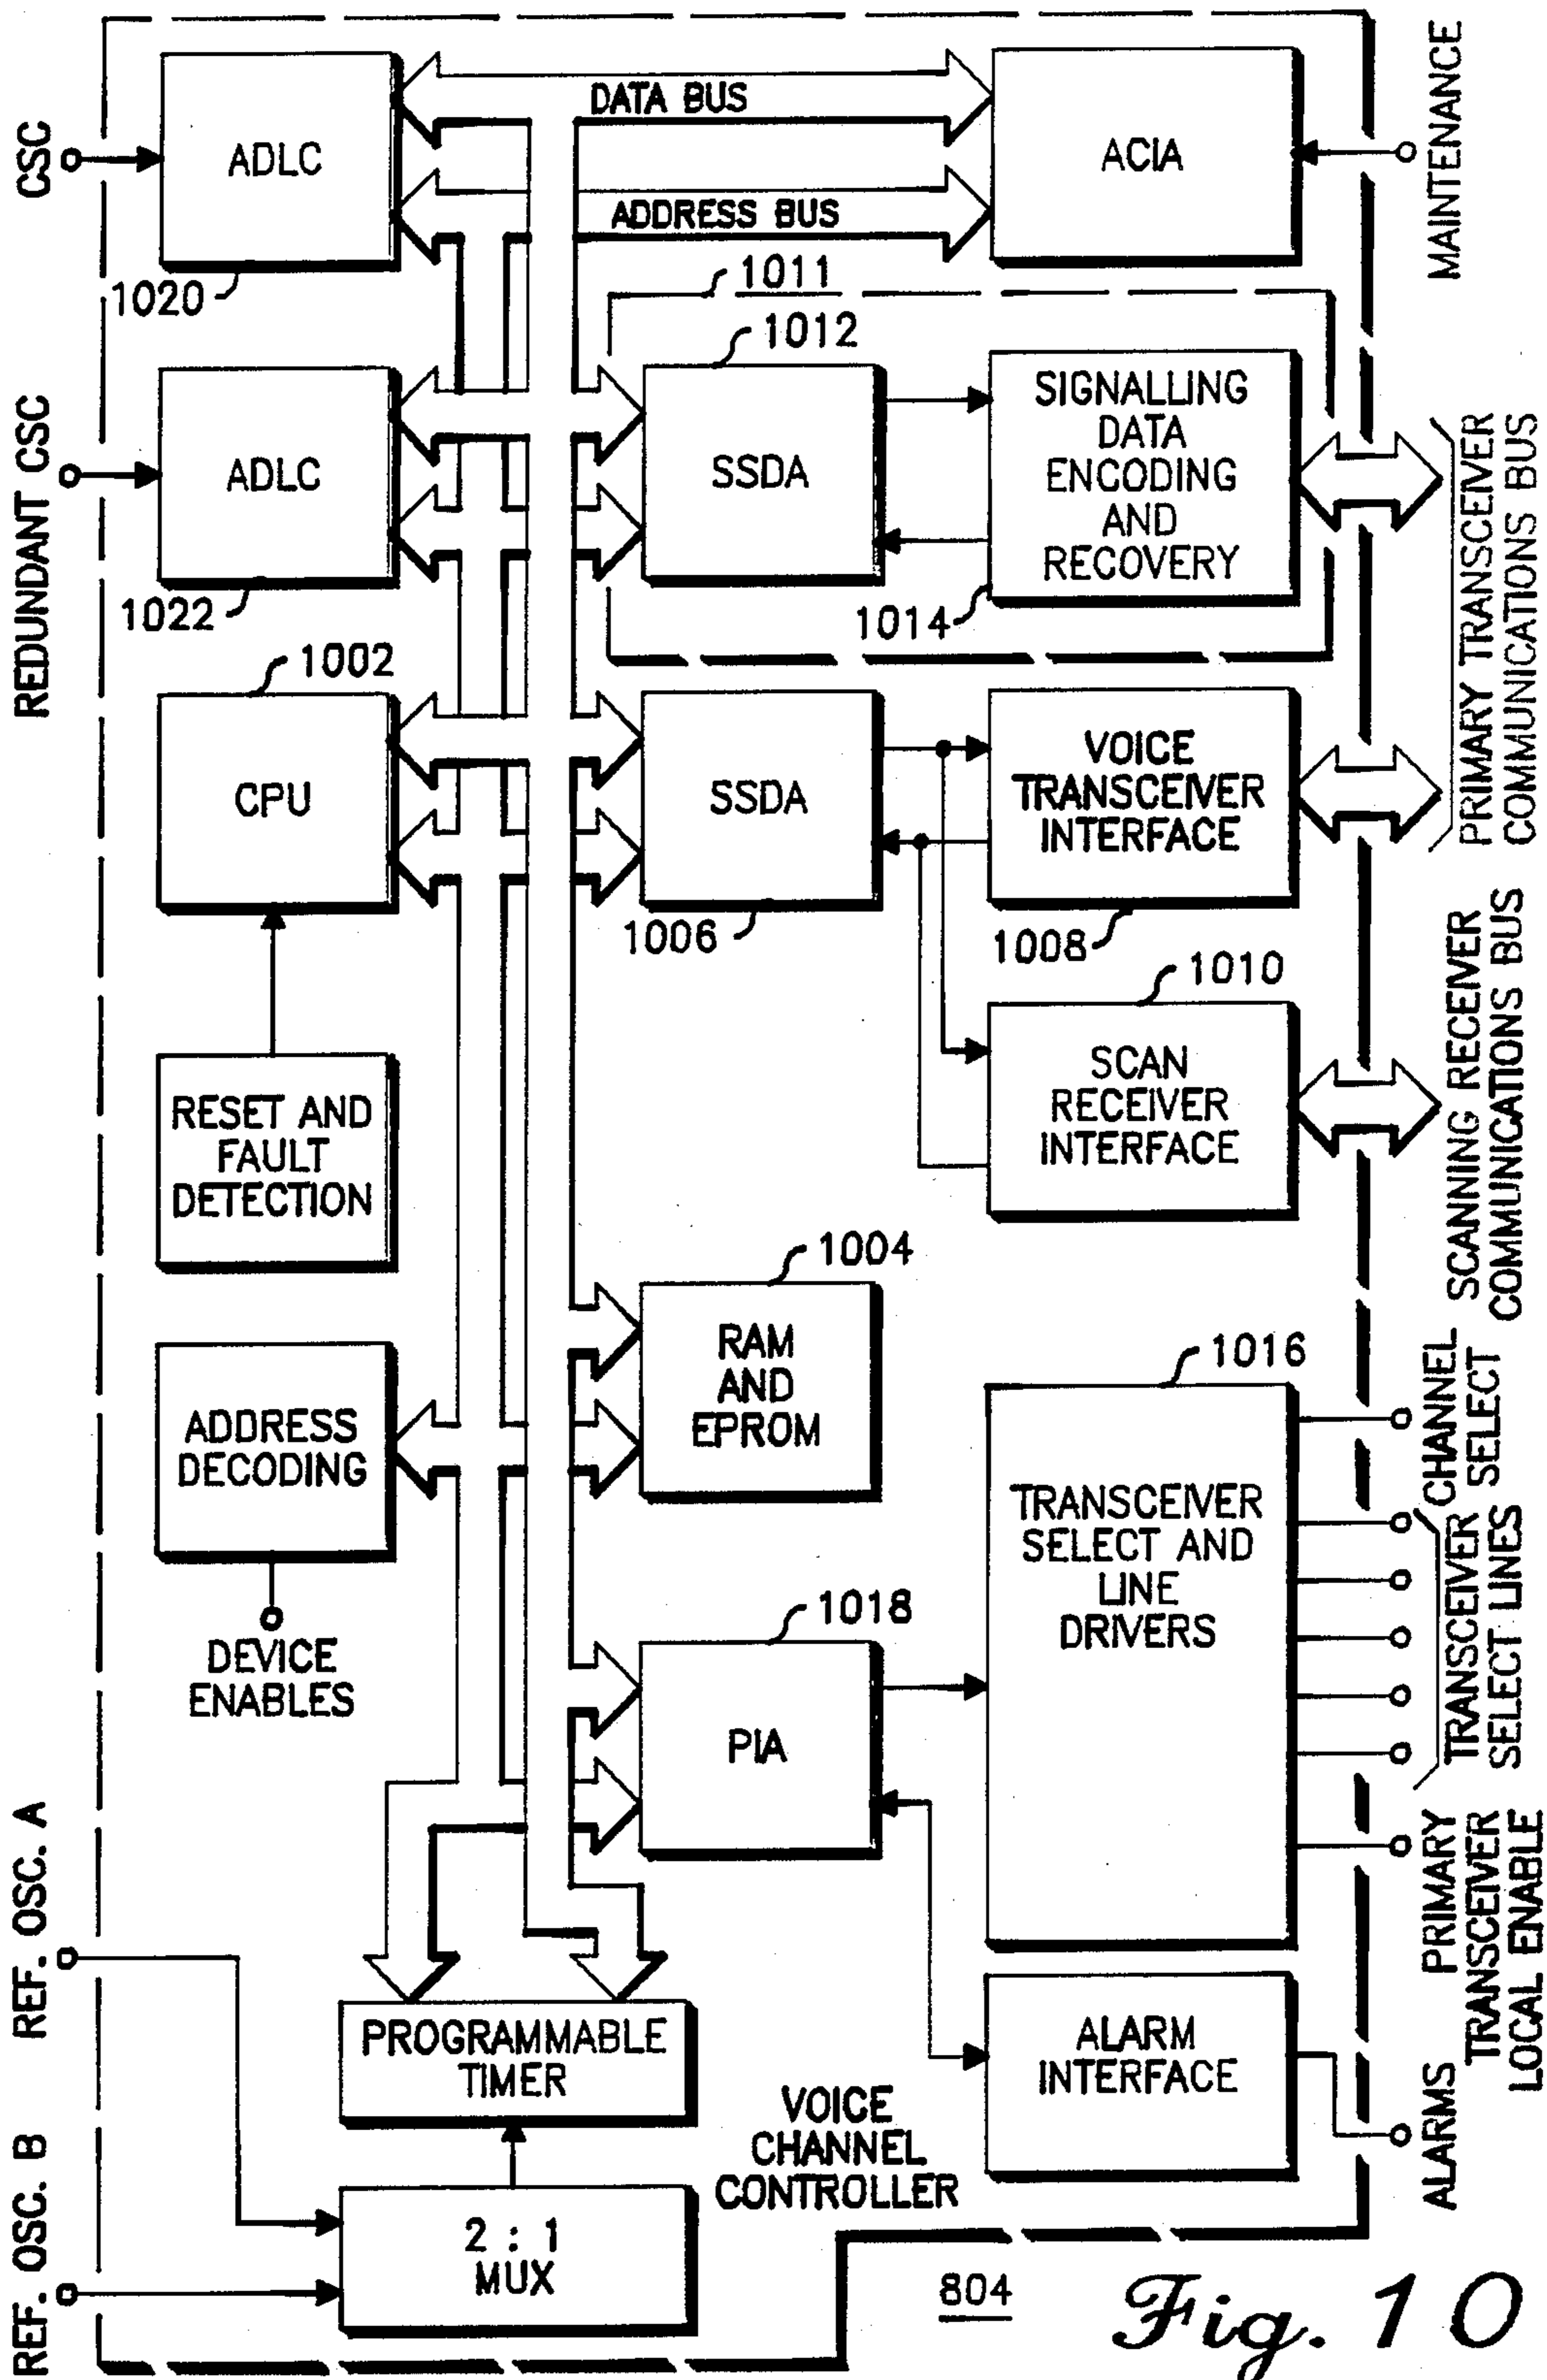 CSC
ADLC
1020
DATA BUS
ADDRESS BUS
ACIA
MAINTENANCE
REDUNDANT CSC
ADLC
1022
1011
1012
SSDA
SIGNALLING
DATA
ENCODING
AND
RECOVERY
1014
PRIMARY TRANSCEIVER
COMMUNICATIONS BUS
1002
CPU
SSDA
1006
VOICE
TRANSCEIVER
INTERFACE
1008
1010
SCAN
RECEIVER
INTERFACE
SCANNING RECEIVER
COMMUNICATIONS BUS
RESET AND
FAULT
DETECTION
1004
RAM
AND
EPROM
ADDRESS
DECODING
DEVICE
ENABLES
1016
TRANSCEIVER
SELECT AND
LINE
DRIVERS
CHANNEL
SELECT
TRANSCEIVER
SELECT LINES
1018
PIA
PRIMARY
TRANSCEIVER
LOCAL ENABLE
REF. OSC. A
REF. OSC. B
PROGRAMMABLE
TIMER
2 : 1
MUX
ALARM
INTERFACE
ALARMS
VOICE
CHANNEL
CONTROLLER
804
Fig. 10